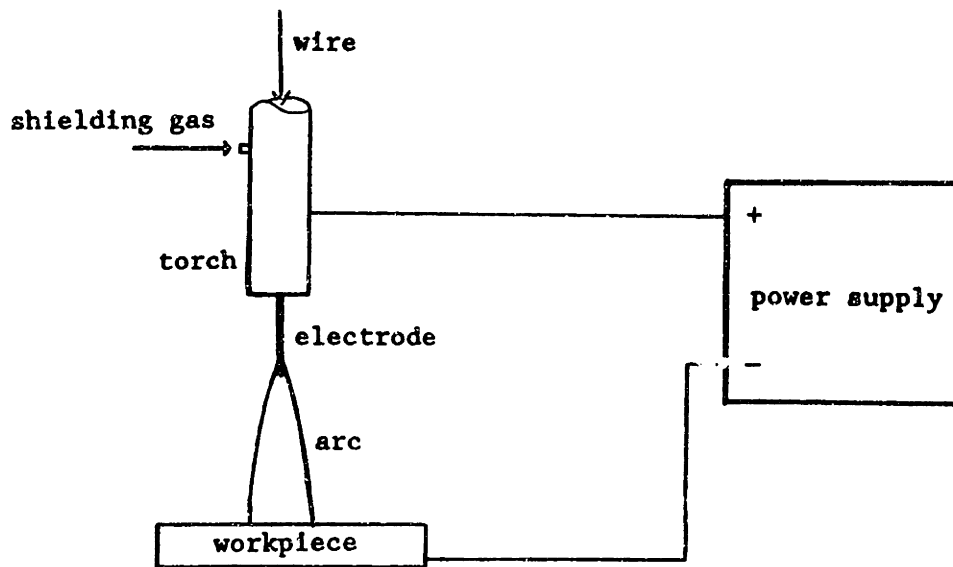 wire
shielding gas
+
torch
power supply
electrode
-
arc
workpiece